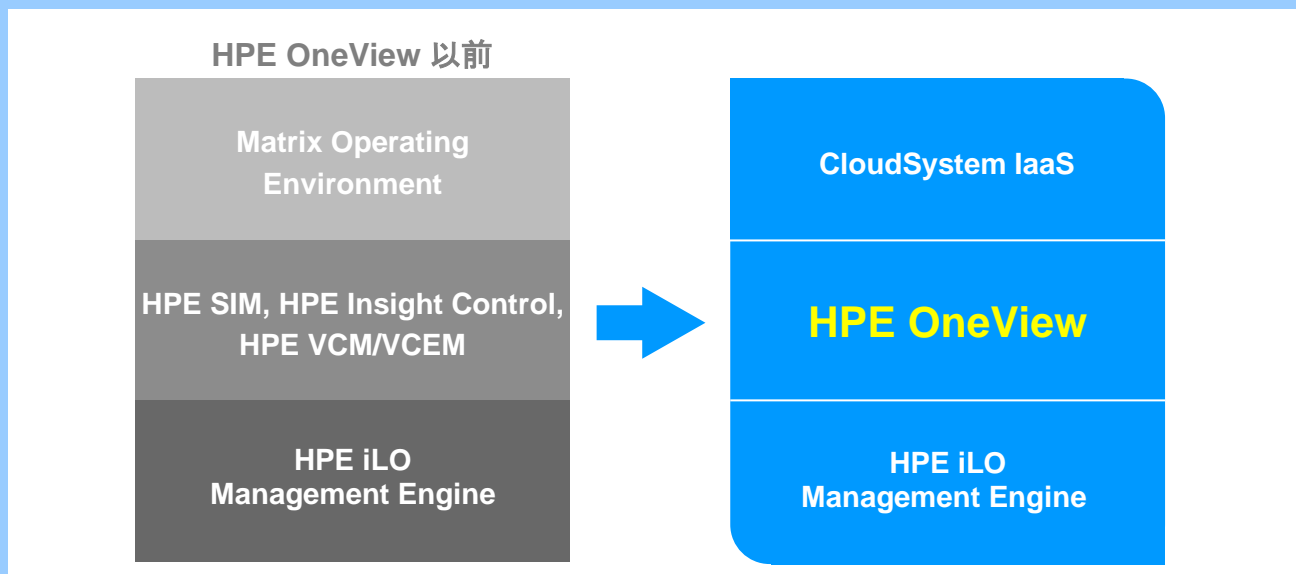 HPE OneView 以前
Matrix Operating
Environment
HPE SIM, HPE Insight Control,
HPE VCM/VCEM
HPE iLO
Management Engine
CloudSystem IaaS
HPE OneView
HPE iLO
Management Engine